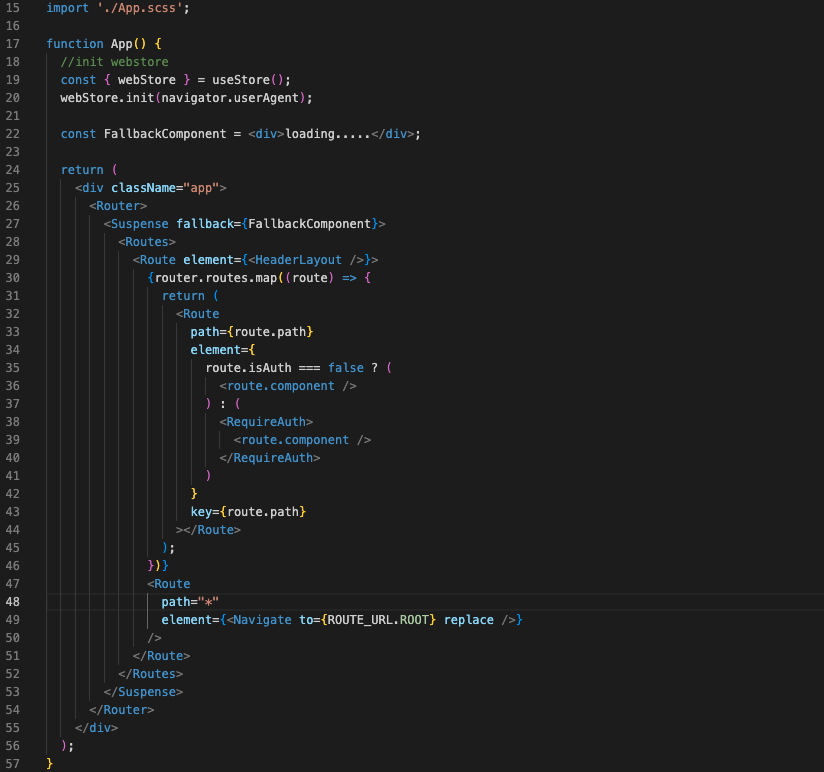 15 import './App.scss';
16
17 function App() {
18   //init webstore
19   const { webStore } = useStore();
20   webStore.init(navigator.userAgent);
21
22   const FallbackComponent = <div>loading.....</div>;
23
24   return (
25     <div className="app">
26       <Router>
27         <Suspense fallback={FallbackComponent}>
28           <Routes>
29             <Route element={<HeaderLayout />}>
30               {router.routes.map((route) => {
31                 return (
32                   <Route
33                     path={route.path}
34                     element={
35                       route.isAuth === false ? (
36                         <route.component />
37                       ) : (
38                         <RequireAuth>
39                           <route.component />
40                         </RequireAuth>
41                       )
42                     }
43                     key={route.path}
44                   ></Route>
45                 );
46               })}
47               <Route
48                 path="*"
49                 element={<Navigate to={ROUTE_URL.ROOT} replace />}
50               />
51             </Route>
52           </Routes>
53         </Suspense>
54       </Router>
55     </div>
56   );
57 }